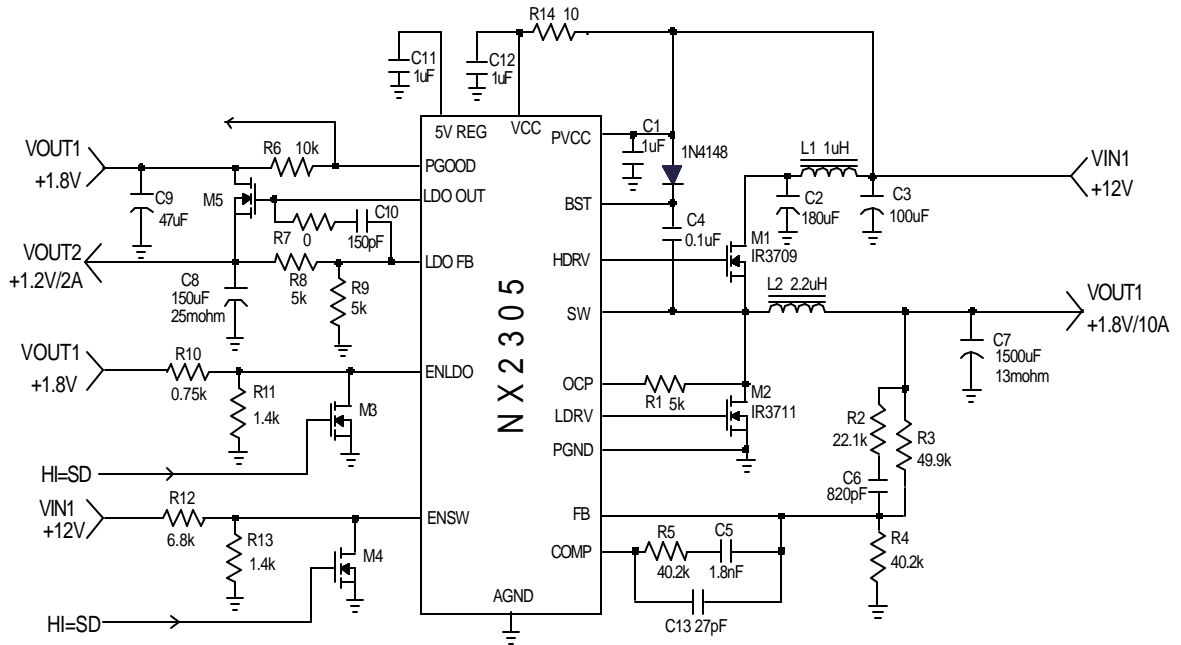 R14 10
C11
1uF
C12
1uF
5V REG
VCC
PVCC
C1
1uF
1N4148
L1 1uH
VIN1
+12V
VOUT1
+1.8V
R6 10k
PGOOD
C9
47uF
M5
LDO OUT
BST
C2
180uF
C3
100uF
R7 0
C10
150pF
C4
0.1uF
M1
IR3709
VOUT2
+1.2V/2A
C8
150uF
25mohm
R8
5k
R9
5k
LDO FB
HDRV
L2 2.2uH
NX2305
SW
VOUT1
+1.8V/10A
C7
1500uF
13mohm
VOUT1
+1.8V
R10
0.75k
R11
1.4k
ENLDO
M3
OCP
R1 5k
M2
IR3711
LDRV
PGND
R2
22.1k
R3
49.9k
HI=SD
C6
820pF
VIN1
+12V
R12
6.8k
R13
1.4k
ENSW
M4
FB
COMP
R5
40.2k
C5
1.8nF
R4
40.2k
C13 27pF
AGND
HI=SD